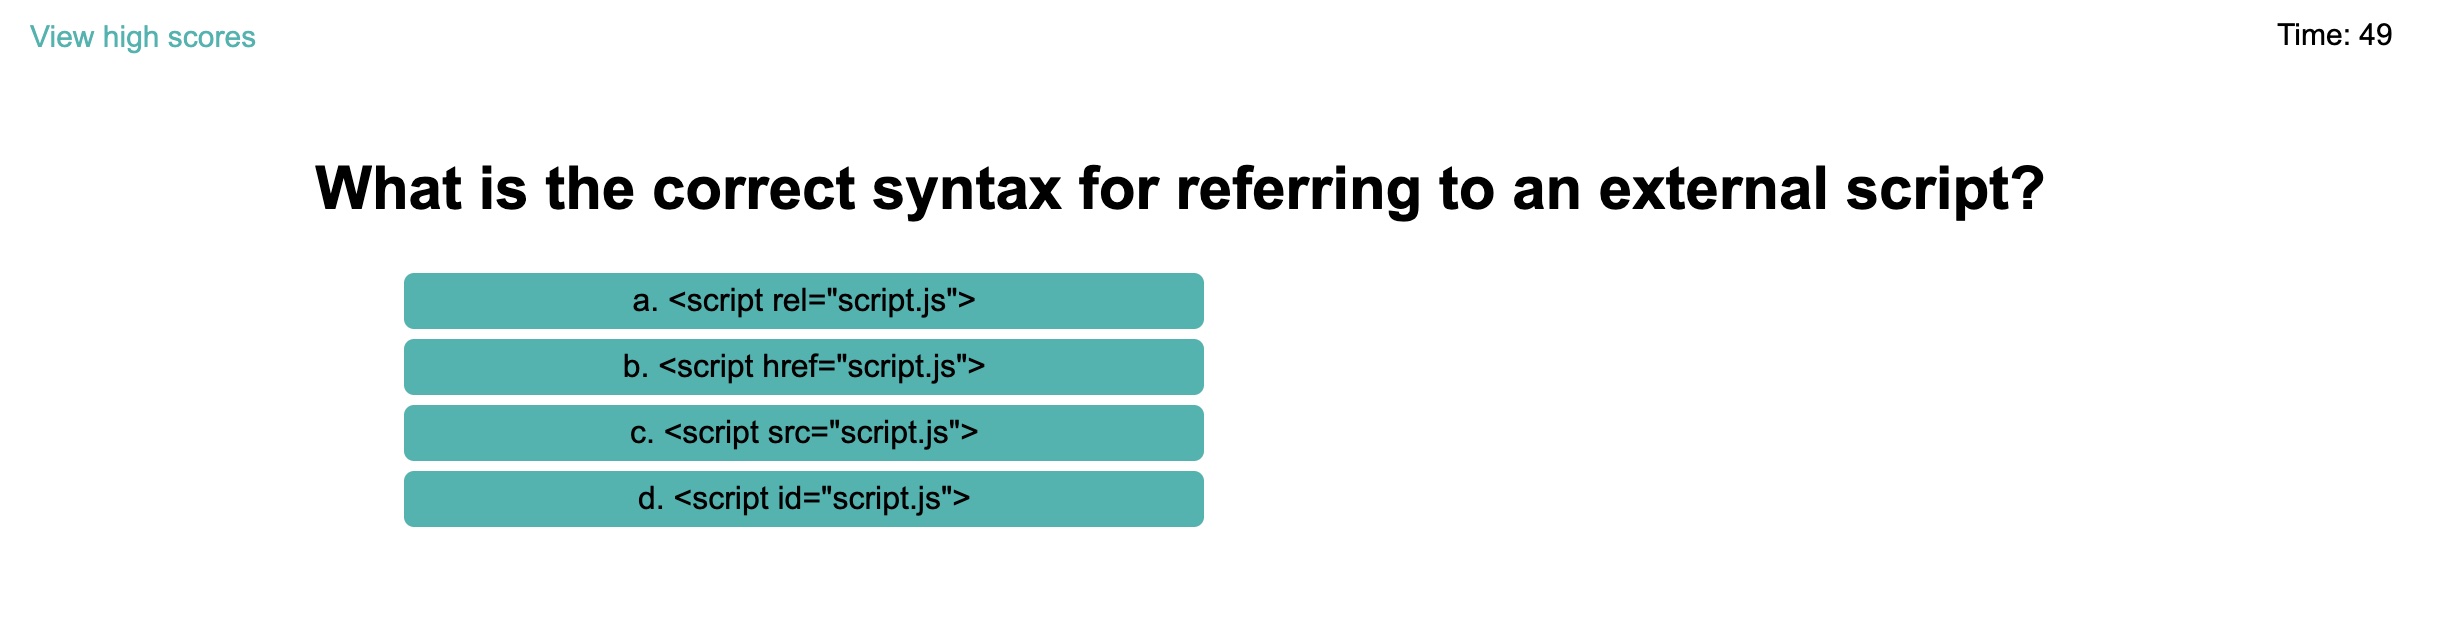 View high scores
Time: 49
What is the correct syntax for referring to an external script?
a. <script rel="script.js">
b. <script href="script.js">
c. <script src="script.js">
d. <script id="script.js">